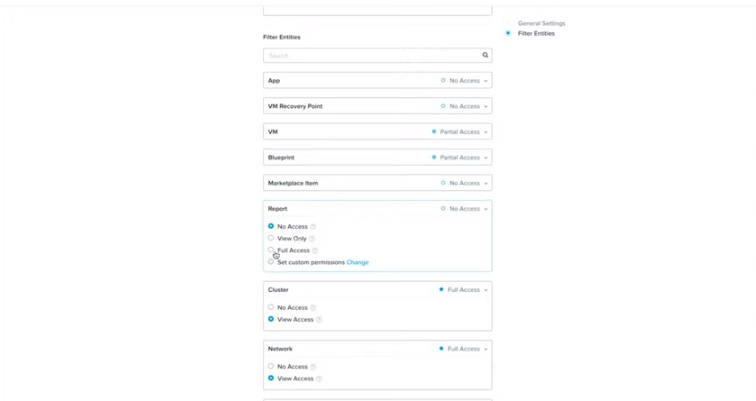 General Settings
Filter Entities
Filter Entities
Search
App No Access
VM Recovery Point No Access
VM Partial Access
Blueprint Partial Access
Marketplace Item No Access
Report No Access
No Access
View Only
Full Access
Set custom permissions Change
Cluster Full Access
No Access
View Access
Network Full Access
No Access
View Access